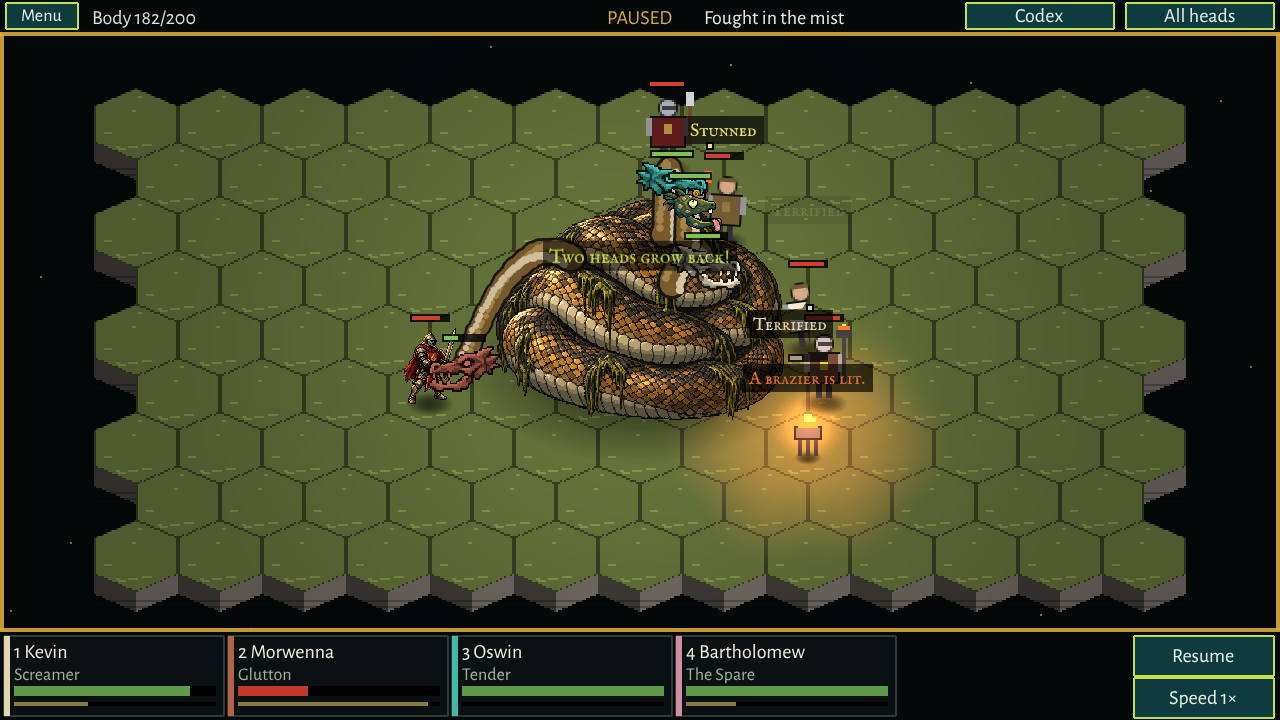 Menu
Body 182/200
PAUSED
Fought in the mist
Codex
All heads
Stunned
Terrified
Two heads grow back!
Terrified
A brazier is lit.
1 Kevin
Screamer
2 Morwenna
Glutton
3 Oswin
Tender
4 Bartholomew
The Spare
Resume
Speed 1×